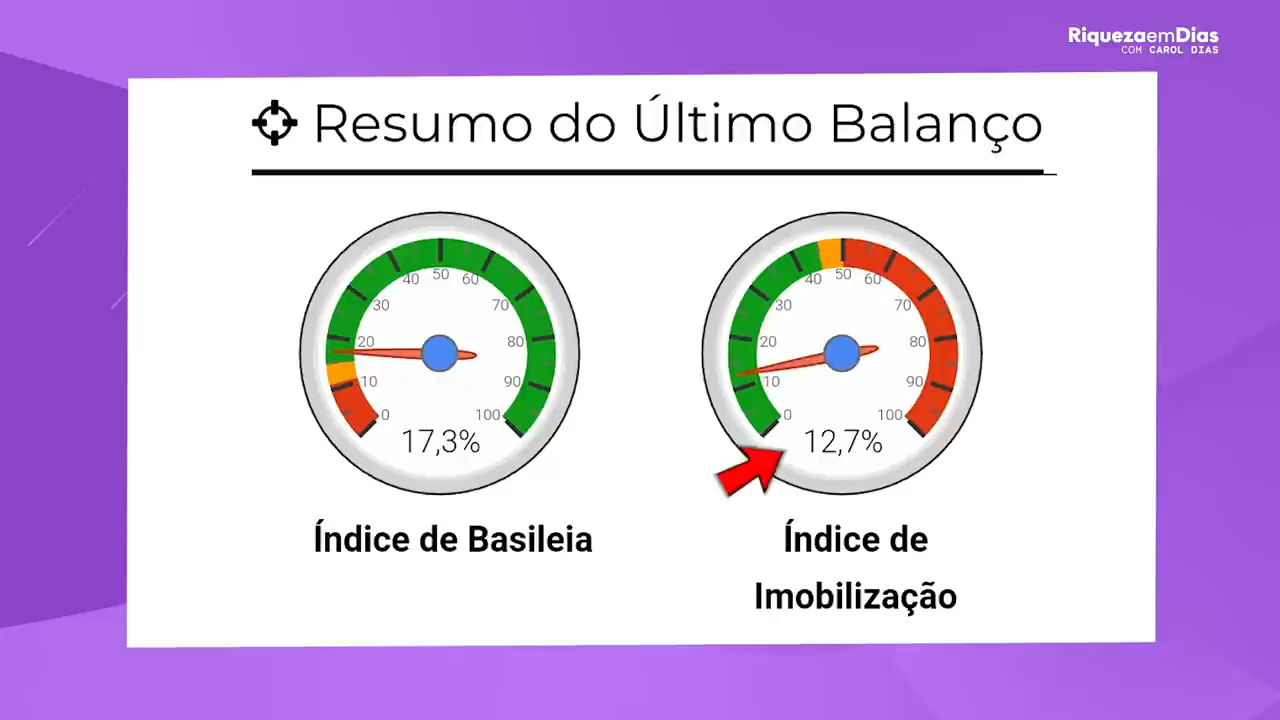 RiquezaemDias
COM CAROL DIAS
Resumo do Último Balanço
0 10 20 30 40 50 60 70 80 90 100
17,3%
Índice de Basileia
0 10 20 30 40 50 60 70 80 90 100
12,7%
Índice de
Imobilização